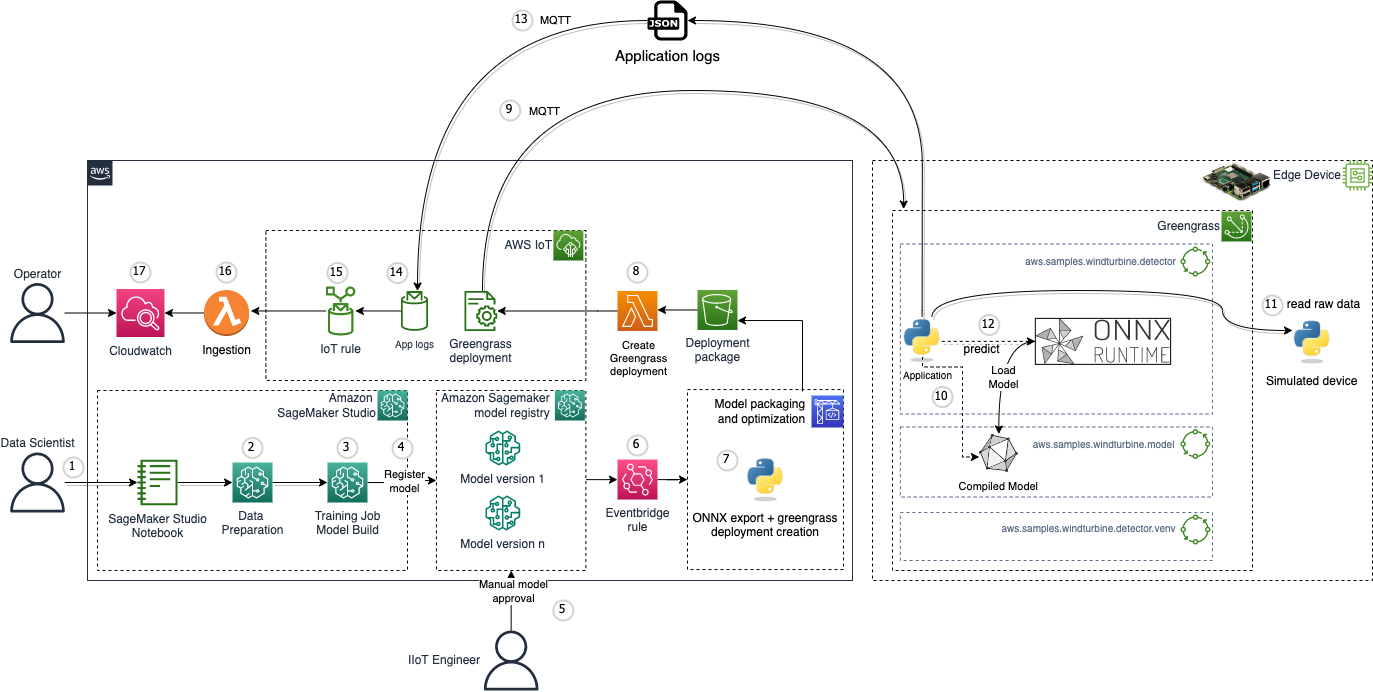 13 MQTT
JSON
Application logs
9 MQTT
aws
Edge Device
Greengrass
AWS IoT
aws.samples.windturbine.detector
Operator
17
16
15
14
8
Cloudwatch
Ingestion
IoT rule
App logs
Greengrass
deployment
Create
Greengrass
deployment
Deployment
package
11 read raw data
12
predict
ONNX
RUNTIME
Application
Load
Model
10
Simulated device
Amazon
SageMaker Studio
Amazon Sagemaker
model registry
Model packaging
and optimization
Data Scientist
1
2
3
4
Register
model
SageMaker Studio
Notebook
Data
Preparation
Training Job
Model Build
Model version 1
Model version n
6
Eventbridge
rule
7
ONNX export + greengrass
deployment creation
aws.samples.windturbine.model
Compiled Model
aws.samples.windturbine.detector.venv
Manual model
approval
5
IIoT Engineer